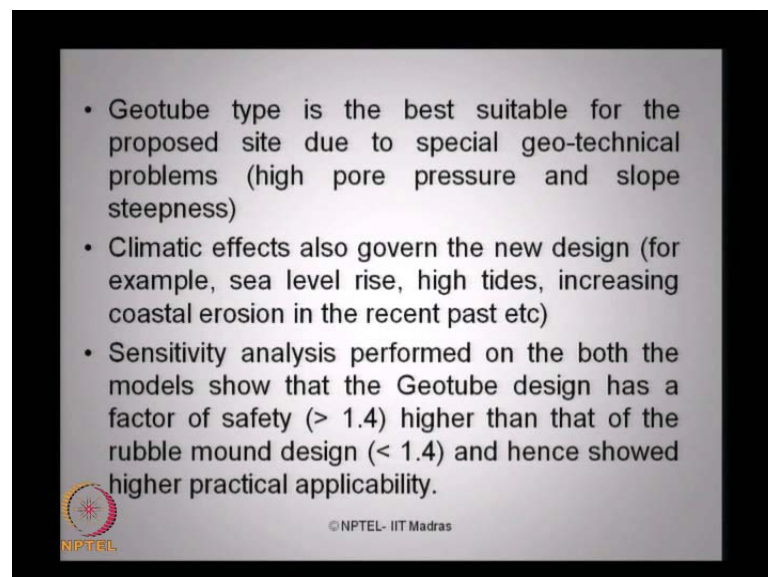 • Geotube type is the best suitable for the
proposed site due to special geo-technical
problems (high pore pressure and slope
steepness)
• Climatic effects also govern the new design (for
example, sea level rise, high tides, increasing
coastal erosion in the recent past etc)
• Sensitivity analysis performed on the both the
models show that the Geotube design has a
factor of safety (> 1.4) higher than that of the
rubble mound design (< 1.4) and hence showed
higher practical applicability.
©NPTEL- IIT Madras
NPTEL